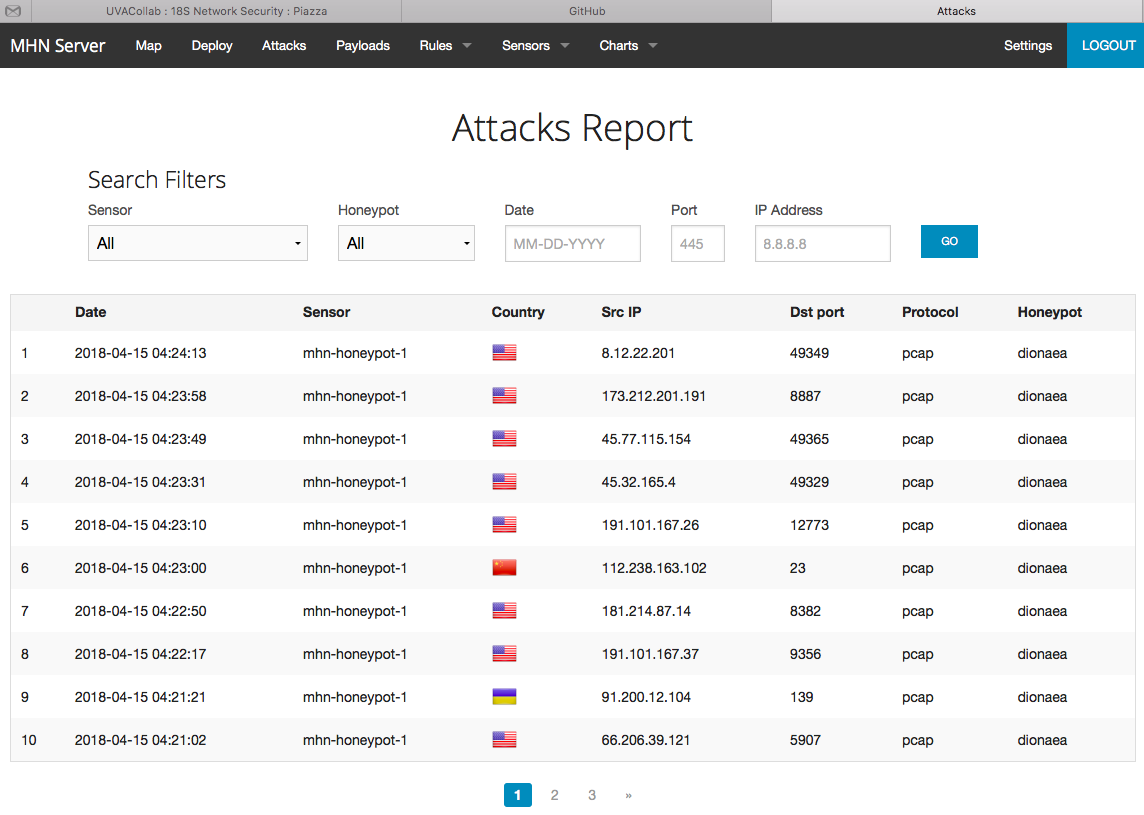 UVACollab : 18S Network Security : Piazza GitHub Attacks
MHN Server Map Deploy Attacks Payloads Rules Sensors Charts Settings LOGOUT
Attacks Report
Search Filters
Sensor Honeypot Date Port IP Address
All All MM-DD-YYYY 445 8.8.8.8 GO
Date Sensor Country Src IP Dst port Protocol Honeypot
1 2018-04-15 04:24:13 mhn-honeypot-1 8.12.22.201 49349 pcap dionaea
2 2018-04-15 04:23:58 mhn-honeypot-1 173.212.201.191 8887 pcap dionaea
3 2018-04-15 04:23:49 mhn-honeypot-1 45.77.115.154 49365 pcap dionaea
4 2018-04-15 04:23:31 mhn-honeypot-1 45.32.165.4 49329 pcap dionaea
5 2018-04-15 04:23:10 mhn-honeypot-1 191.101.167.26 12773 pcap dionaea
6 2018-04-15 04:23:00 mhn-honeypot-1 112.238.163.102 23 pcap dionaea
7 2018-04-15 04:22:50 mhn-honeypot-1 181.214.87.14 8382 pcap dionaea
8 2018-04-15 04:22:17 mhn-honeypot-1 191.101.167.37 9356 pcap dionaea
9 2018-04-15 04:21:21 mhn-honeypot-1 91.200.12.104 139 pcap dionaea
10 2018-04-15 04:21:02 mhn-honeypot-1 66.206.39.121 5907 pcap dionaea
1 2 3 »